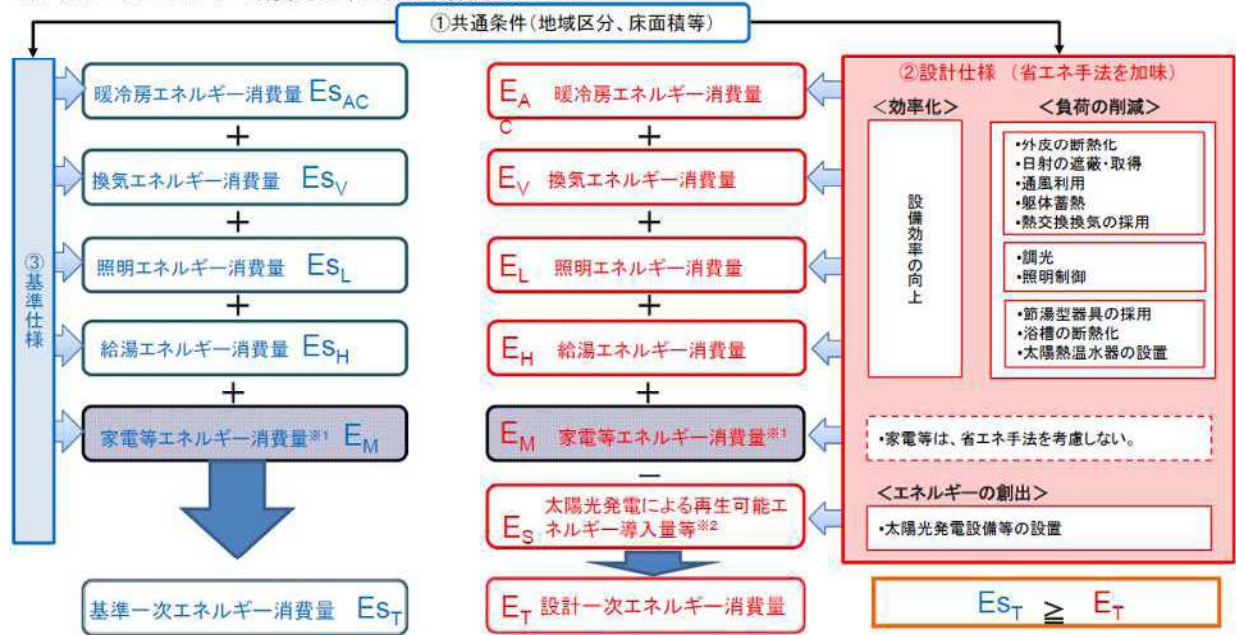 ①共通条件(地域区分、床面積等)
③基準仕様
暖冷房エネルギー消費量 EsAC
+
換気エネルギー消費量 EsV
+
照明エネルギー消費量 EsL
+
給湯エネルギー消費量 EsH
+
家電等エネルギー消費量※1 EM
基準一次エネルギー消費量 EsT
EAC 暖冷房エネルギー消費量
+
EV 換気エネルギー消費量
+
EL 照明エネルギー消費量
+
EH 給湯エネルギー消費量
+
EM 家電等エネルギー消費量※1
−
ES 太陽光発電による再生可能エ
ネルギー導入量等※2
ET 設計一次エネルギー消費量
②設計仕様 (省エネ手法を加味)
<効率化>
設備効率の向上
<負荷の削減>
・外皮の断熱化
・日射の遮蔽・取得
・通風利用
・躯体蓄熱
・熱交換換気の採用
・調光
・照明制御
・節湯型器具の採用
・浴槽の断熱化
・太陽熱温水器の設置
・家電等は、省エネ手法を考慮しない。
<エネルギーの創出>
・太陽光発電設備等の設置
EsT ≧ ET